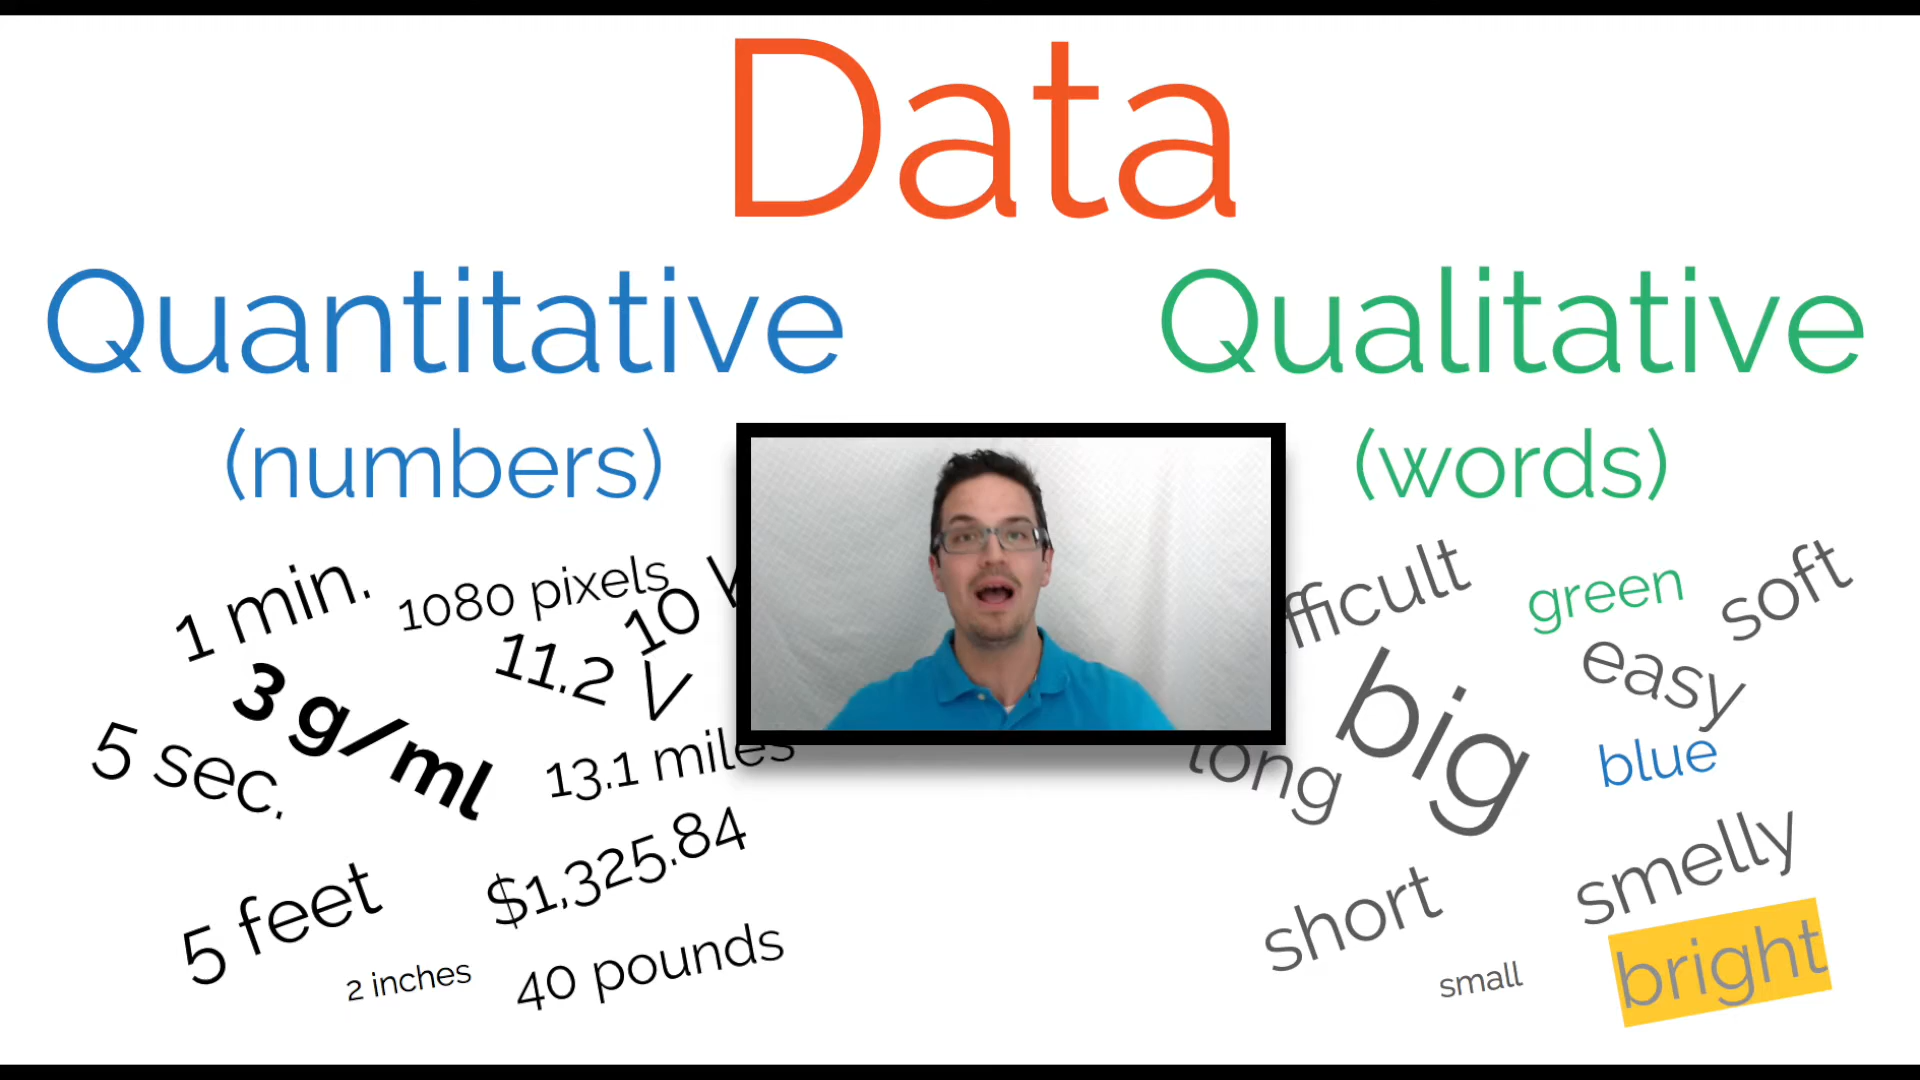 Data
Quantitative
Qualitative
(numbers)
(words)
1 min.
1080 pixels
10
11.2 V
3 g/ml
5 sec.
13.1 miles
$1,325.84
5 feet
2 inches
40 pounds
fficult
green
soft
easy
big
blue
long
smelly
short
small
bright